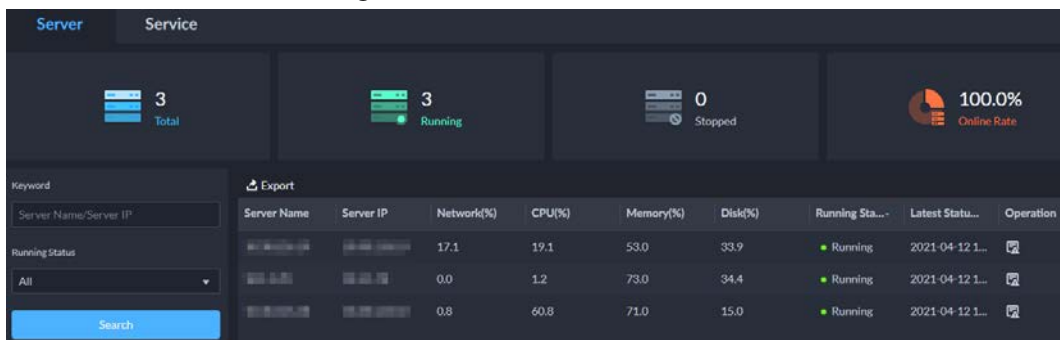 Server Service
3
Total
3
Running
0
Stopped
100.0%
Online Rate
Keyword
Server Name/Server IP
Running Status
All
Search
Export
Server Name Server IP Network(%) CPU(%) Memory(%) Disk(%) Running Sta... Latest Statu... Operation
17.1 19.1 53.0 33.9 Running 2021-04-12 1...
0.0 1.2 73.0 34.4 Running 2021-04-12 1...
0.8 60.8 71.0 15.0 Running 2021-04-12 1...